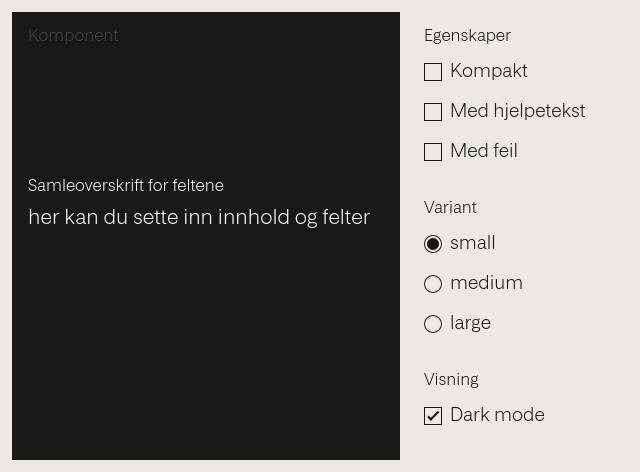 Komponent
Samleoverskrift for feltene
her kan du sette inn innhold og felter
Egenskaper
Kompakt
Med hjelpetekst
Med feil
Variant
small
medium
large
Visning
Dark mode